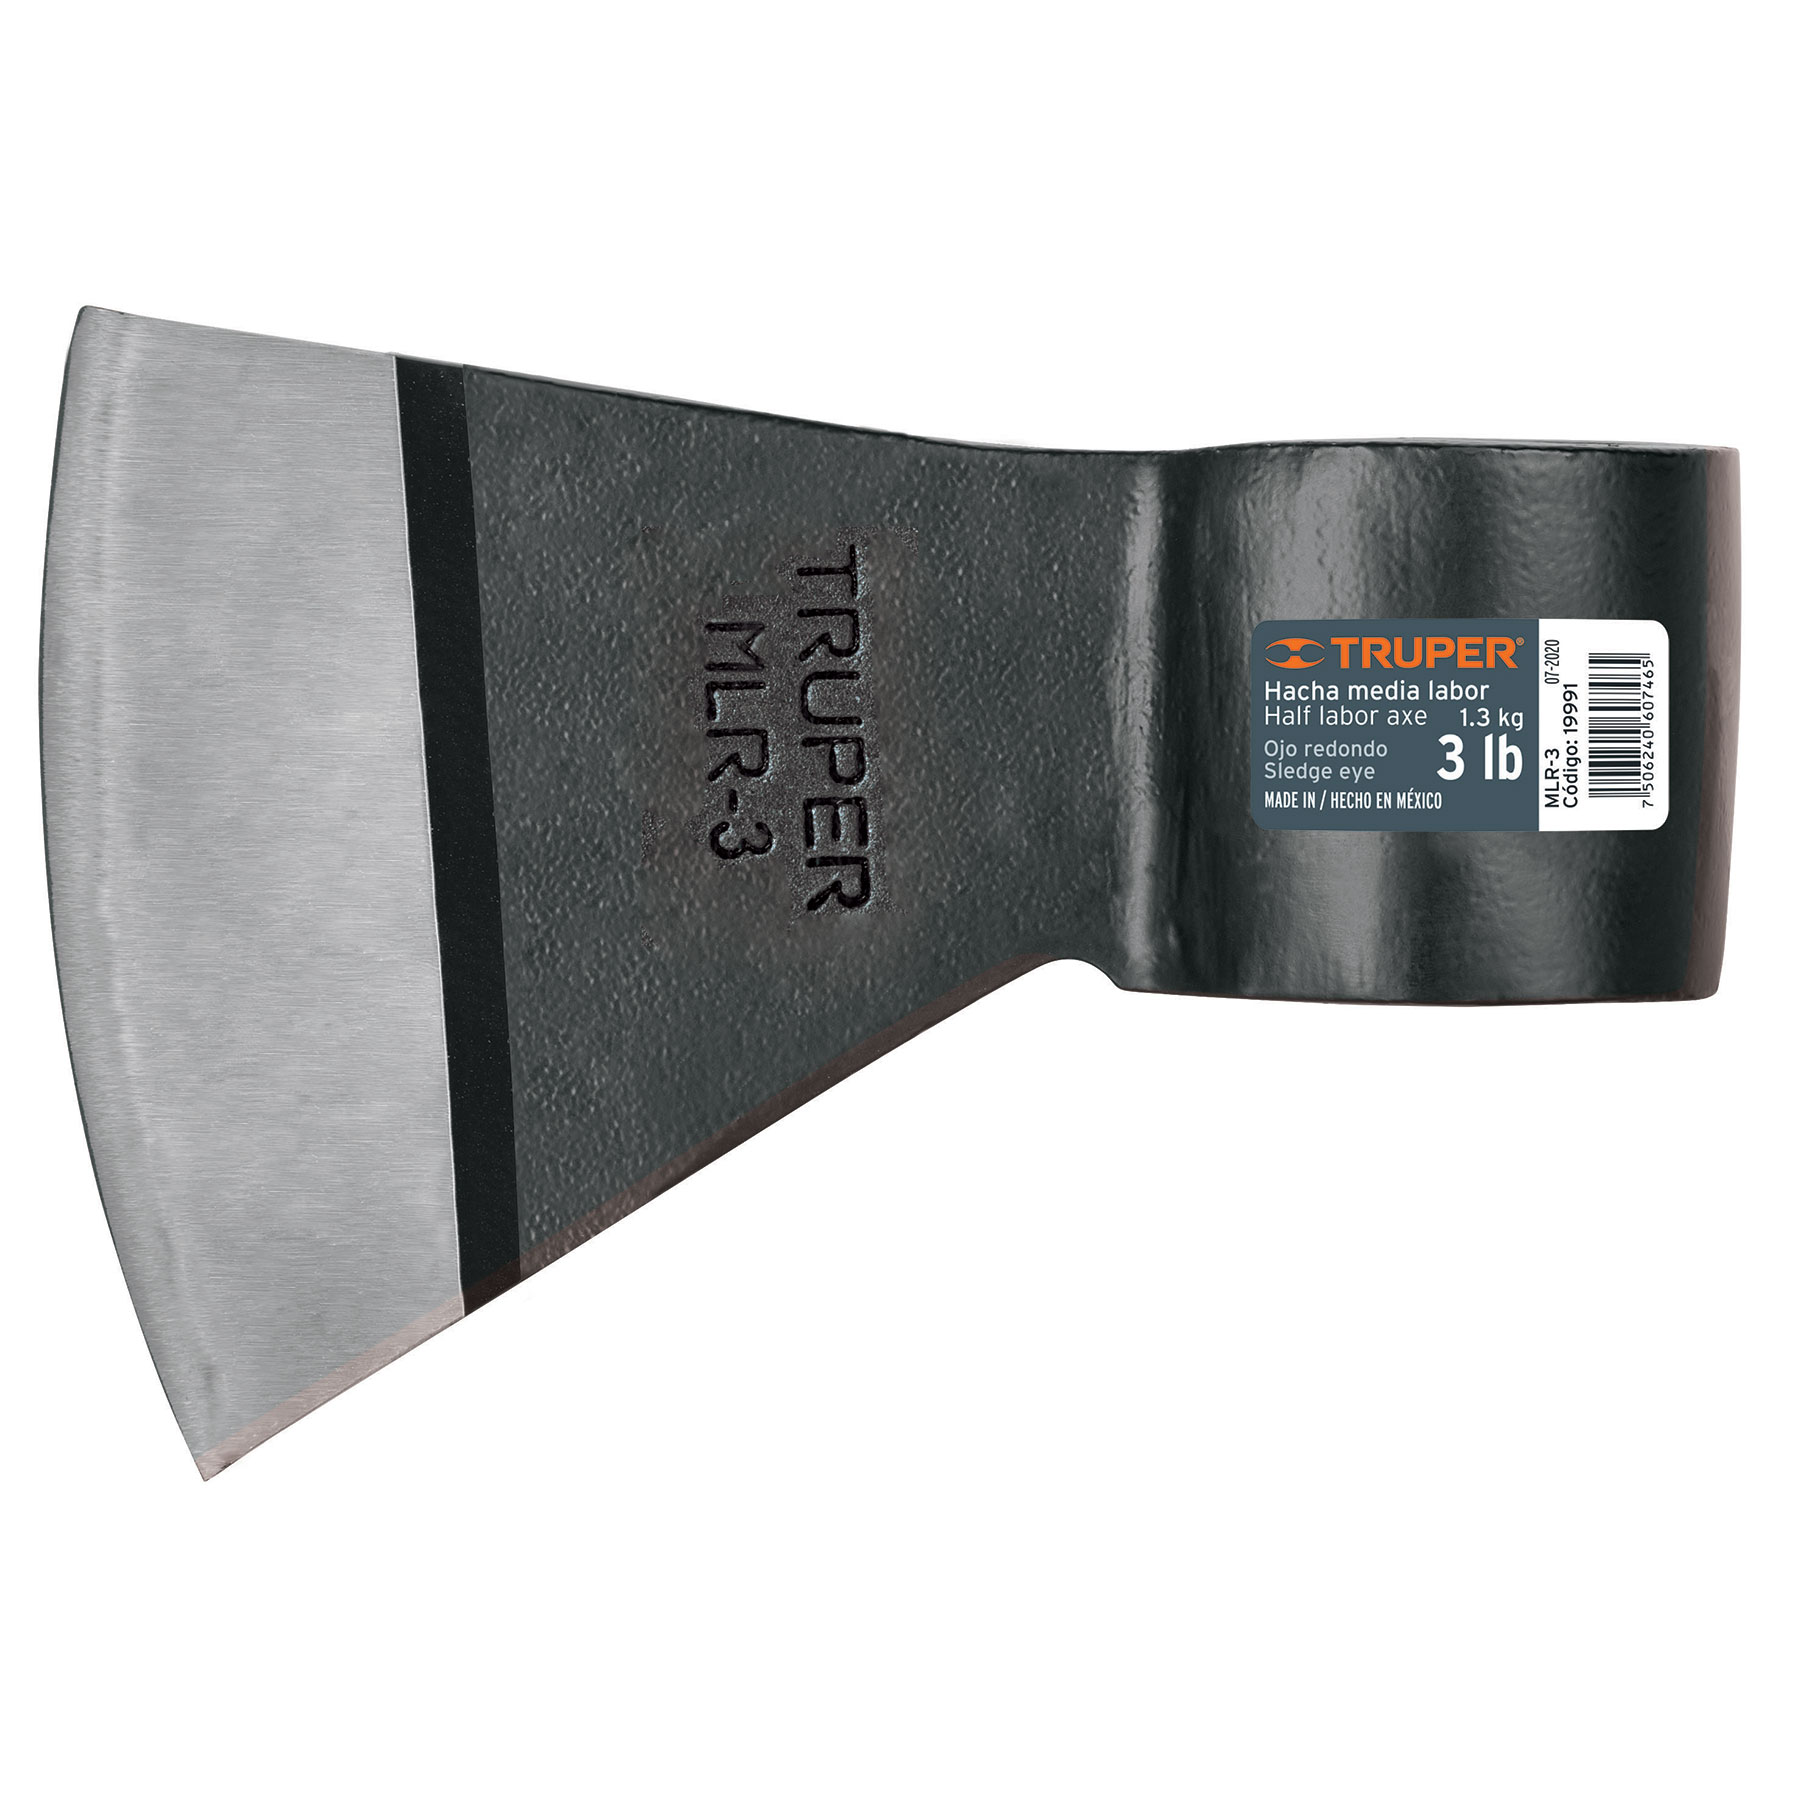 TRUPER
MLR-3
TRUPER®
Hacha media labor
Half labor axe 1.3 kg
Ojo redondo
Sledge eye
3 lb
MADE IN / HECHO EN MÉXICO
07-2020
MLR-3
Código: 19991
7 506240 607465